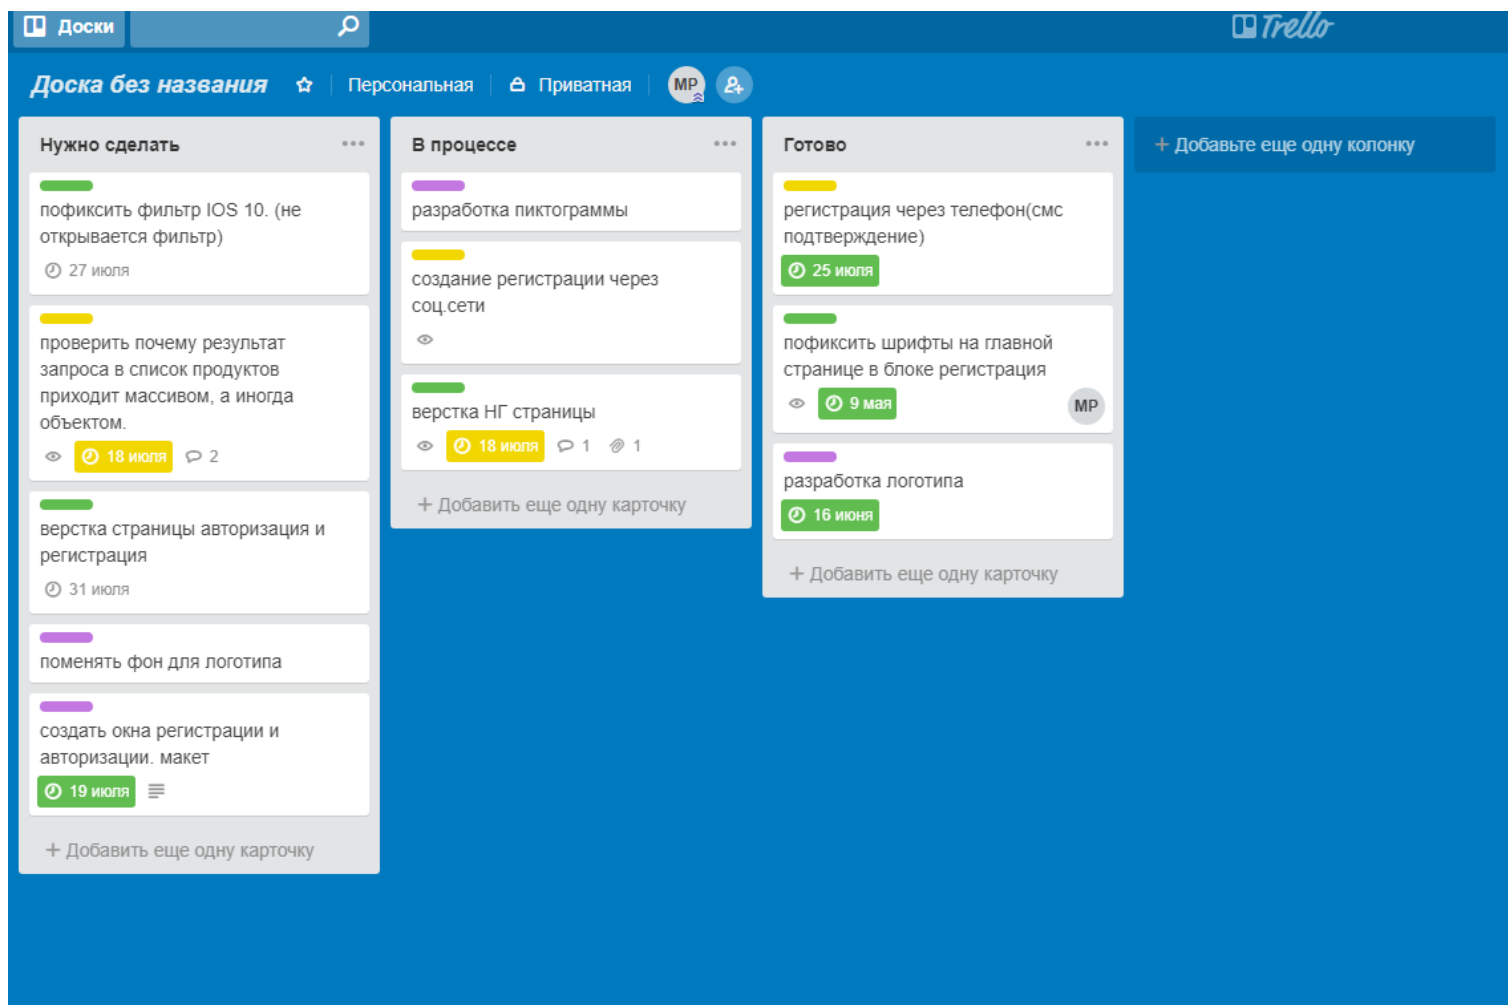 Доски
Trello
Доска без названия
Персональная
Приватная
MP
Нужно сделать
пофиксить фильтр IOS 10. (не
открывается фильтр)
27 июля
проверить почему результат
запроса в список продуктов
приходит массивом, а иногда
объектом.
18 июля 2
верстка страницы авторизация и
регистрация
31 июля
поменять фон для логотипа
создать окна регистрации и
авторизации. макет
19 июля
+ Добавить еще одну карточку
В процессе
разработка пиктограммы
создание регистрации через
соц.сети
верстка НГ страницы
18 июля 1 1
+ Добавить еще одну карточку
Готово
регистрация через телефон(смс
подтверждение)
25 июля
пофиксить шрифты на главной
странице в блоке регистрация
9 мая MP
разработка логотипа
16 июня
+ Добавить еще одну карточку
+ Добавьте еще одну колонку